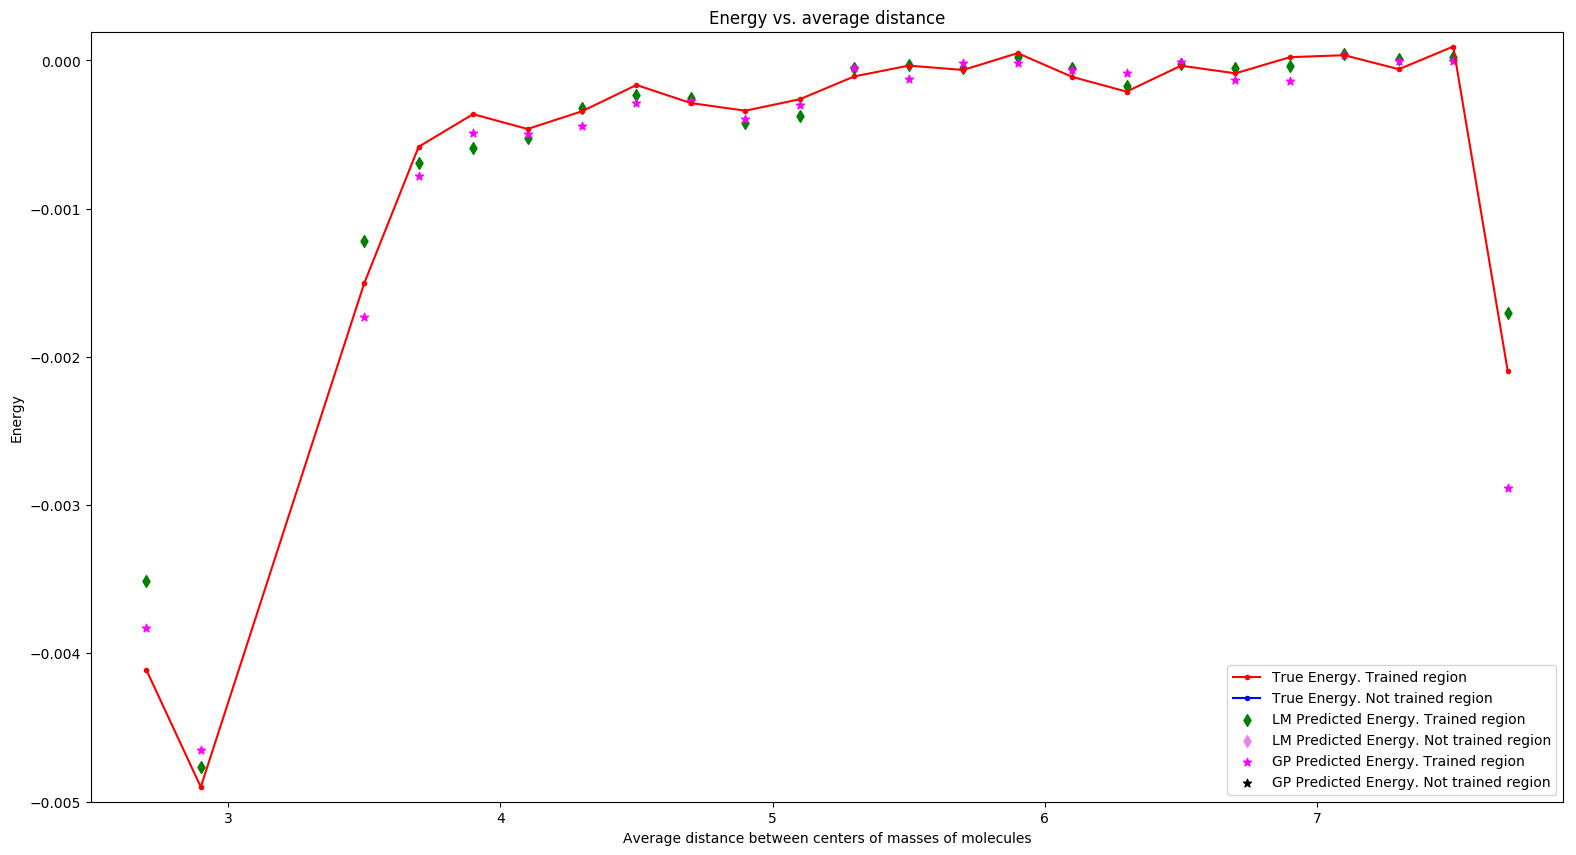 Energy vs. average distance
0.000
−0.001
−0.002
−0.003
−0.004
−0.005
Energy
3
4
5
6
7
Average distance between centers of masses of molecules
True Energy. Trained region
True Energy. Not trained region
LM Predicted Energy. Trained region
LM Predicted Energy. Not trained region
GP Predicted Energy. Trained region
GP Predicted Energy. Not trained region